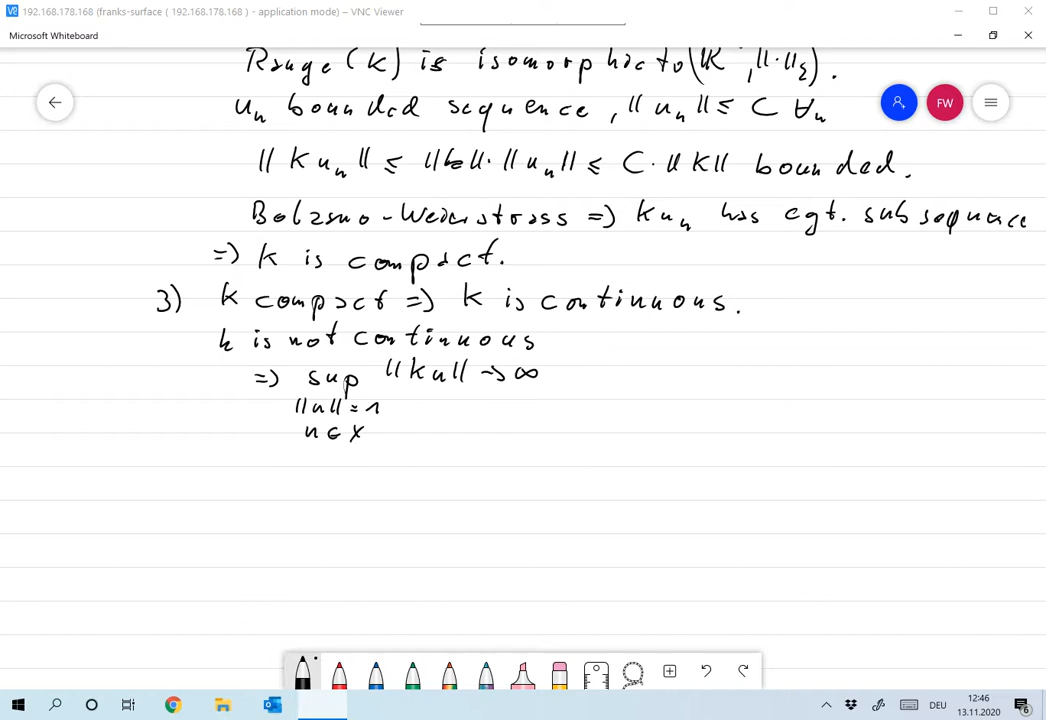 192.168.178.168 (franks-surface ( 192.168.178.168 ) - application mode) – VNC Viewer
Microsoft Whiteboard
Range (K) is isomorphic to (K , ||·||₂).
uₙ bounded sequence, ||uₙ|| ≤ C ∀n
FW
||K uₙ|| ≤ ||K||·||uₙ|| ≤ C·||K|| bounded.
Bolzano-Weierstrass => Kuₙ has cgt. subsequence
=> K is compact.
3) K compact => K is continuous.
K is not continuous
=> sup ||Ku|| → ∞
||u|| = 1
u ∈ X
DEU
12:46
13.11.2020
6